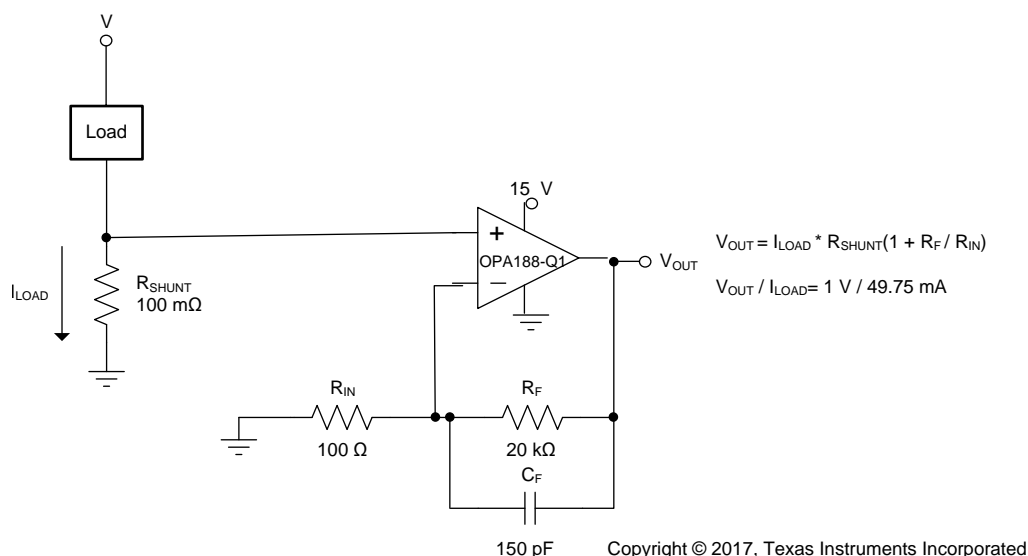 V
Load
15 V
+
OPA188-Q1
−
V_OUT
V_OUT = I_LOAD * R_SHUNT(1 + R_F / R_IN)
V_OUT / I_LOAD= 1 V / 49.75 mA
I_LOAD
R_SHUNT
100 mΩ
R_IN
100 Ω
R_F
20 kΩ
C_F
150 pF
Copyright © 2017, Texas Instruments Incorporated